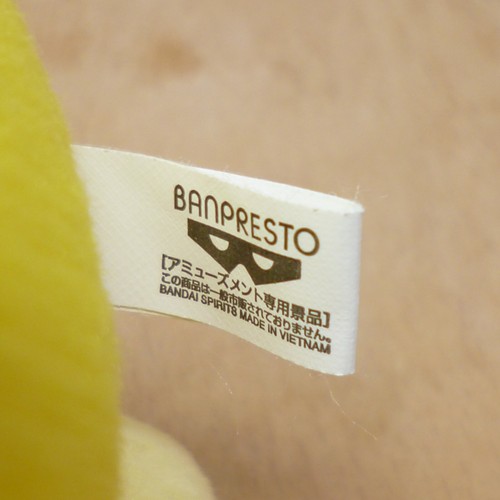 BANPRESTO
[アミューズメント専用景品]
この商品は一般市販されておりません。
BANDAI SPIRITS MADE IN VIETNAM